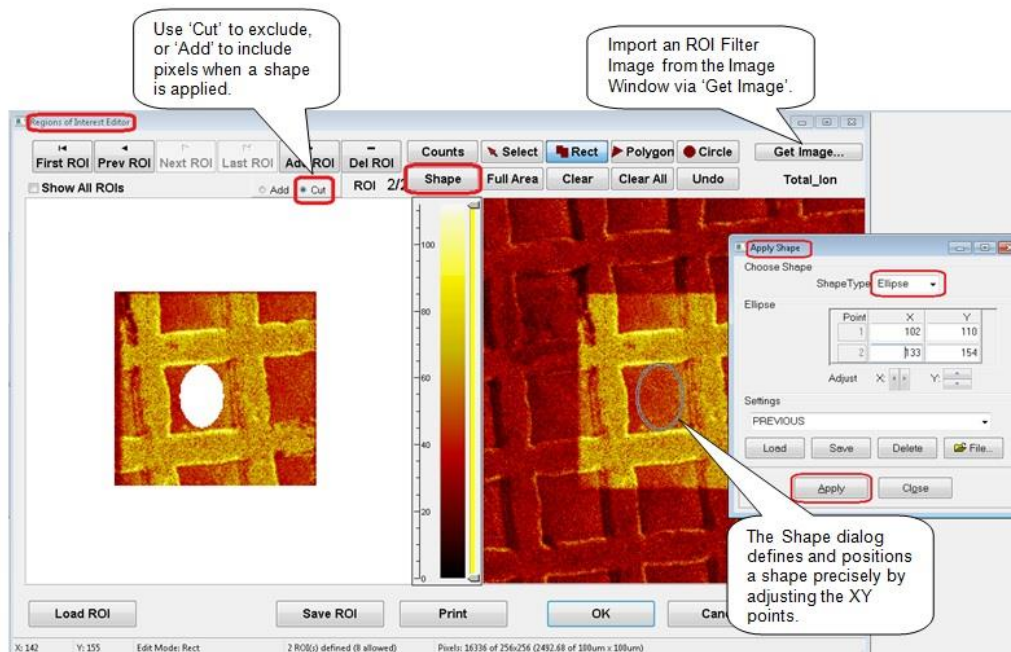 Use ‘Cut’ to exclude,
or ‘Add’ to include
pixels when a shape
is applied.
Import an ROI Filter
Image from the Image
Window via ‘Get Image’.
Regions of Interest Editor
First ROI Prev ROI Next ROI Last ROI Add ROI Del ROI
Counts Select Rect Polygon Circle Get Image...
Show All ROIs
Add Cut ROI 2/2
Shape Full Area Clear Clear All Undo Total_Ion
100
80
60
40
20
0
Apply Shape
Choose Shape
ShapeType Ellipse
Ellipse
Point X Y
1 102 110
2 133 154
Adjust X: Y:
Settings
PREVIOUS
Load Save Delete File...
Apply Close
The Shape dialog
defines and positions
a shape precisely by
adjusting the XY
points.
Load ROI Save ROI Print OK
X: 142 Y: 155 Edit Mode: Rect 2 ROI(s) defined (8 allowed) Pixels: 16336 of 256x256 (2492.68 of 100um x 100um)